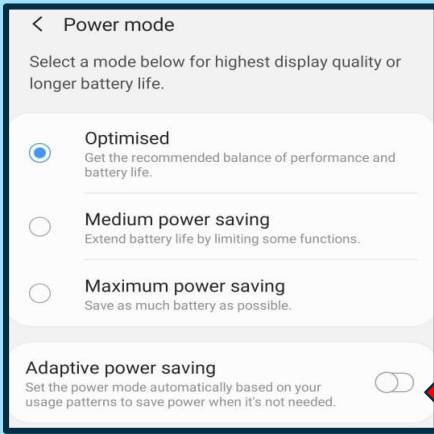 Power mode
Select a mode below for highest display quality or
longer battery life.
Optimised
Get the recommended balance of performance and
battery life.
Medium power saving
Extend battery life by limiting some functions.
Maximum power saving
Save as much battery as possible.
Adaptive power saving
Set the power mode automatically based on your
usage patterns to save power when it's not needed.